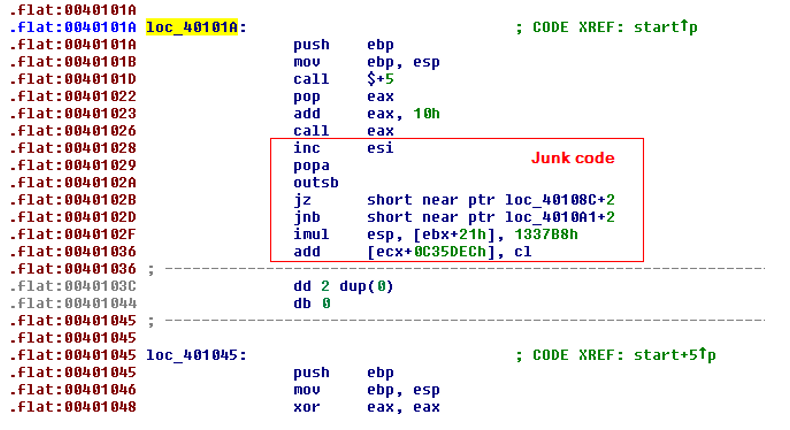 .flat:0040101A
.flat:0040101A loc_40101A: ; CODE XREF: start↑p
.flat:0040101A push ebp
.flat:0040101B mov ebp, esp
.flat:0040101D call $+5
.flat:00401022 pop eax
.flat:00401023 add eax, 10h
.flat:00401026 call eax
.flat:00401028 inc esi
.flat:00401029 popa
.flat:0040102A outsb
.flat:0040102B jz short near ptr loc_40108C+2
.flat:0040102D jnb short near ptr loc_4010A1+2
.flat:0040102F imul esp, [ebx+21h], 1337B8h
.flat:00401036 add [ecx+0C35DECh], cl
Junk code
.flat:00401036 ; ---------------------------------------------------------------------------
.flat:0040103C dd 2 dup(0)
.flat:00401044 db 0
.flat:00401045 ; ---------------------------------------------------------------------------
.flat:00401045
.flat:00401045 loc_401045: ; CODE XREF: start+5↑p
.flat:00401045 push ebp
.flat:00401046 mov ebp, esp
.flat:00401048 xor eax, eax